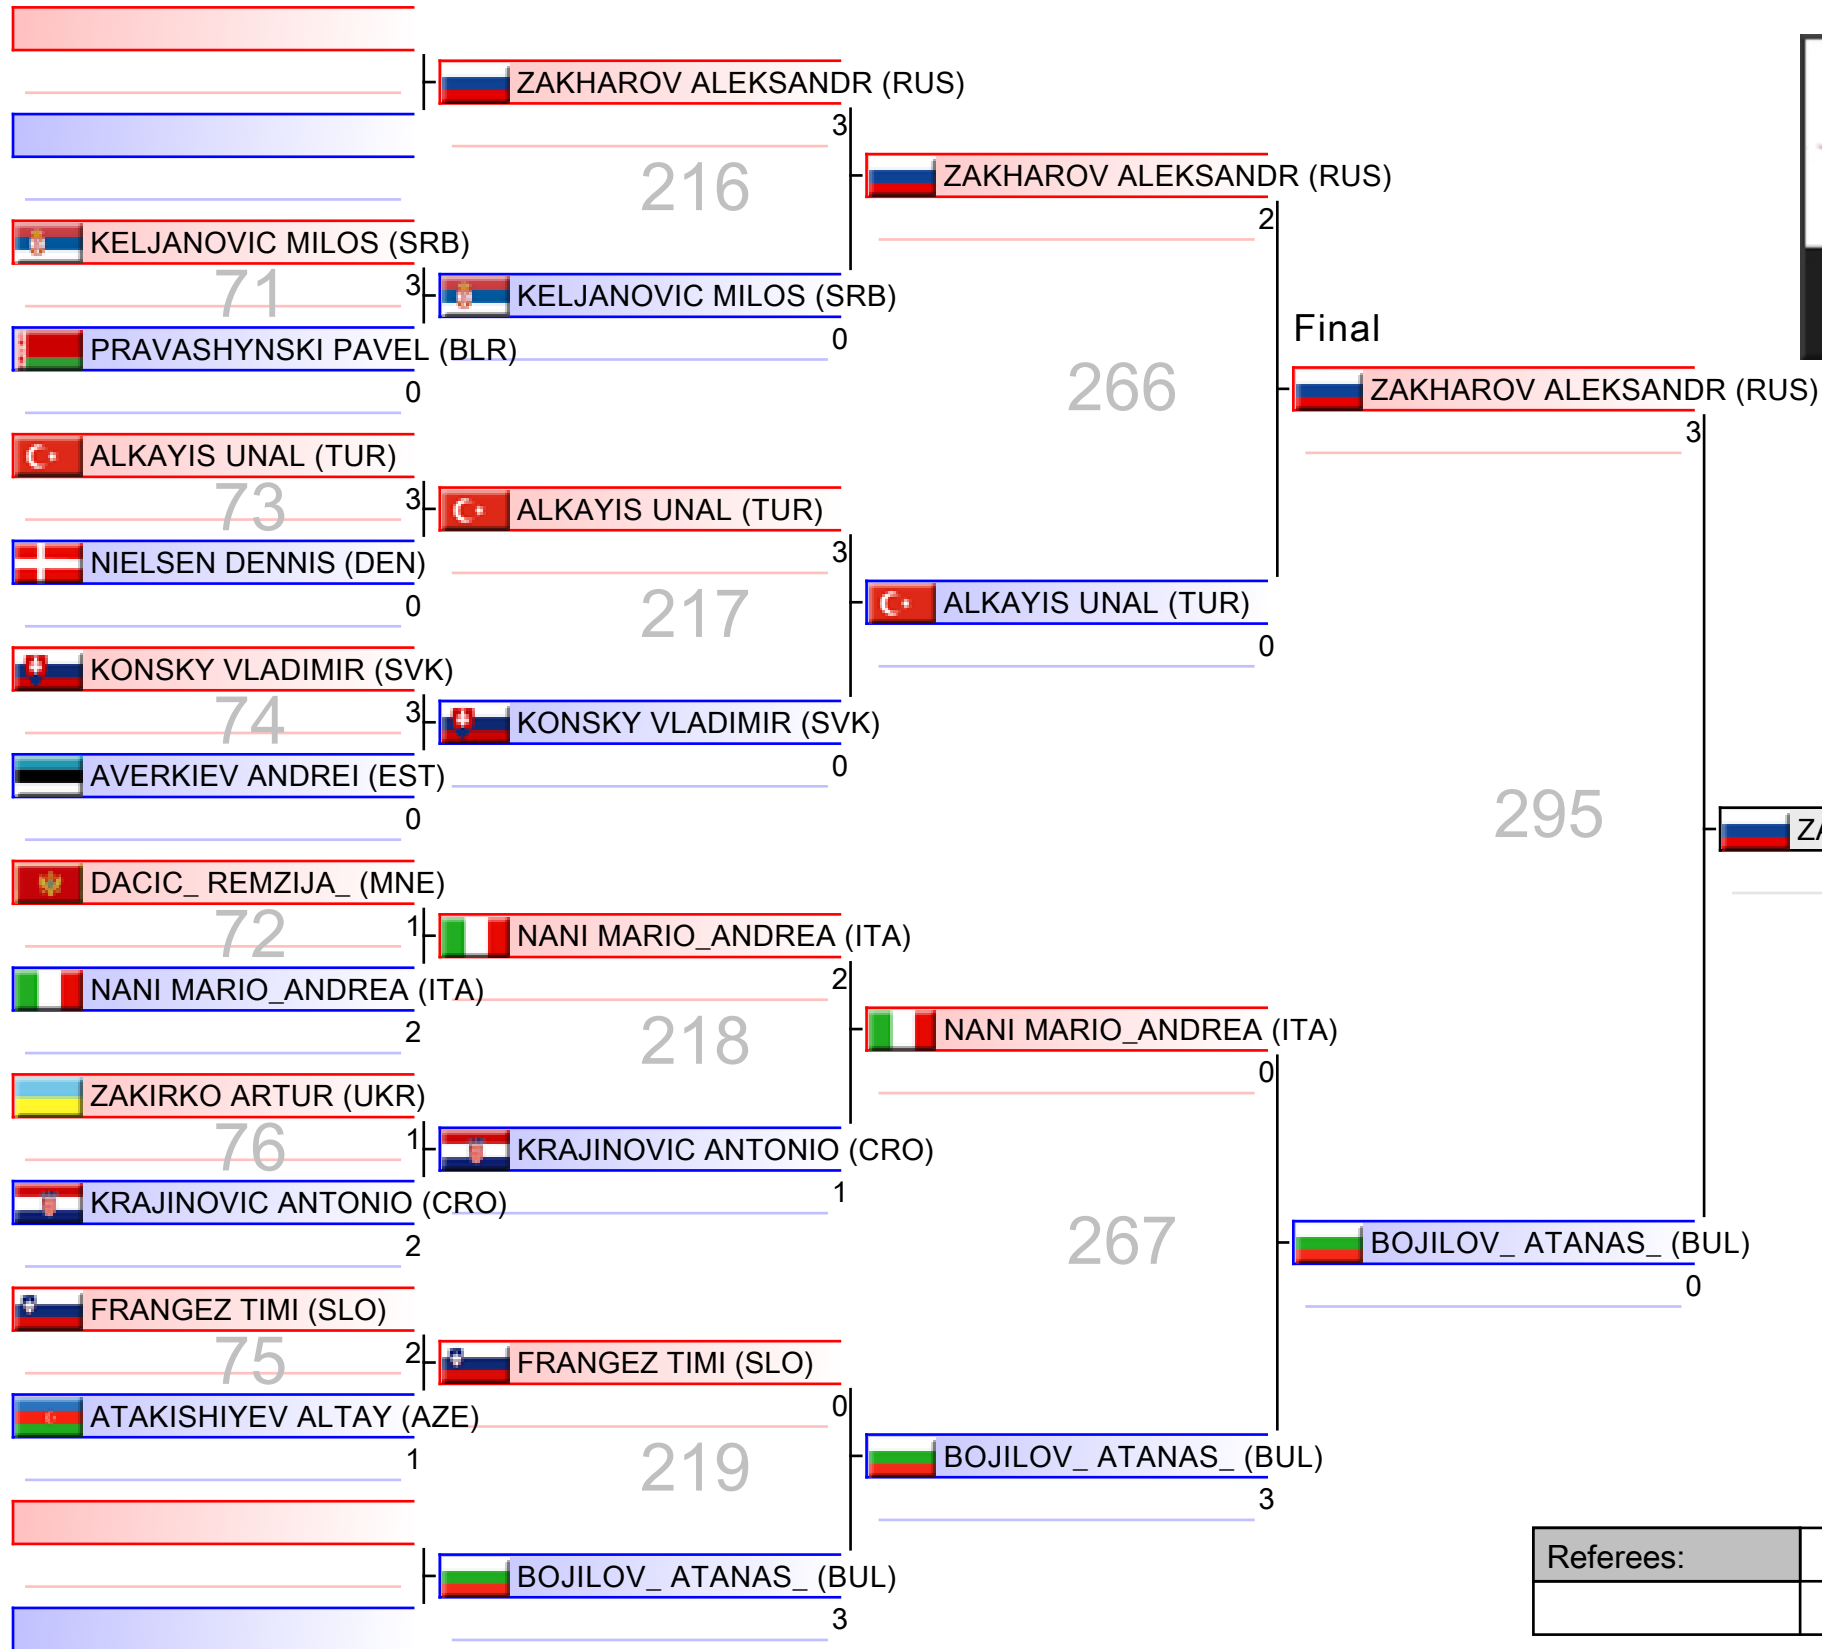 ZAKHAROV ALEKSANDR (RUS)
3
216
ZAKHAROV ALEKSANDR (RUS)
2
KELJANOVIC MILOS (SRB)
71
3
KELJANOVIC MILOS (SRB)
0
PRAVASHYNSKI PAVEL (BLR)
0
266
Final
ZAKHAROV ALEKSANDR (RUS)
3
ALKAYIS UNAL (TUR)
73
3
ALKAYIS UNAL (TUR)
3
NIELSEN DENNIS (DEN)
0
217
ALKAYIS UNAL (TUR)
0
KONSKY VLADIMIR (SVK)
74
3
KONSKY VLADIMIR (SVK)
0
AVERKIEV ANDREI (EST)
0
295
ZA
DACIC_ REMZIJA_ (MNE)
72
1
NANI MARIO_ANDREA (ITA)
2
NANI MARIO_ANDREA (ITA)
2
218
NANI MARIO_ANDREA (ITA)
0
ZAKIRKO ARTUR (UKR)
76
1
KRAJINOVIC ANTONIO (CRO)
1
KRAJINOVIC ANTONIO (CRO)
2
267
BOJILOV_ ATANAS_ (BUL)
0
FRANGEZ TIMI (SLO)
75
2
FRANGEZ TIMI (SLO)
0
ATAKISHIYEV ALTAY (AZE)
1
219
BOJILOV_ ATANAS_ (BUL)
3
BOJILOV_ ATANAS_ (BUL)
3
Referees: